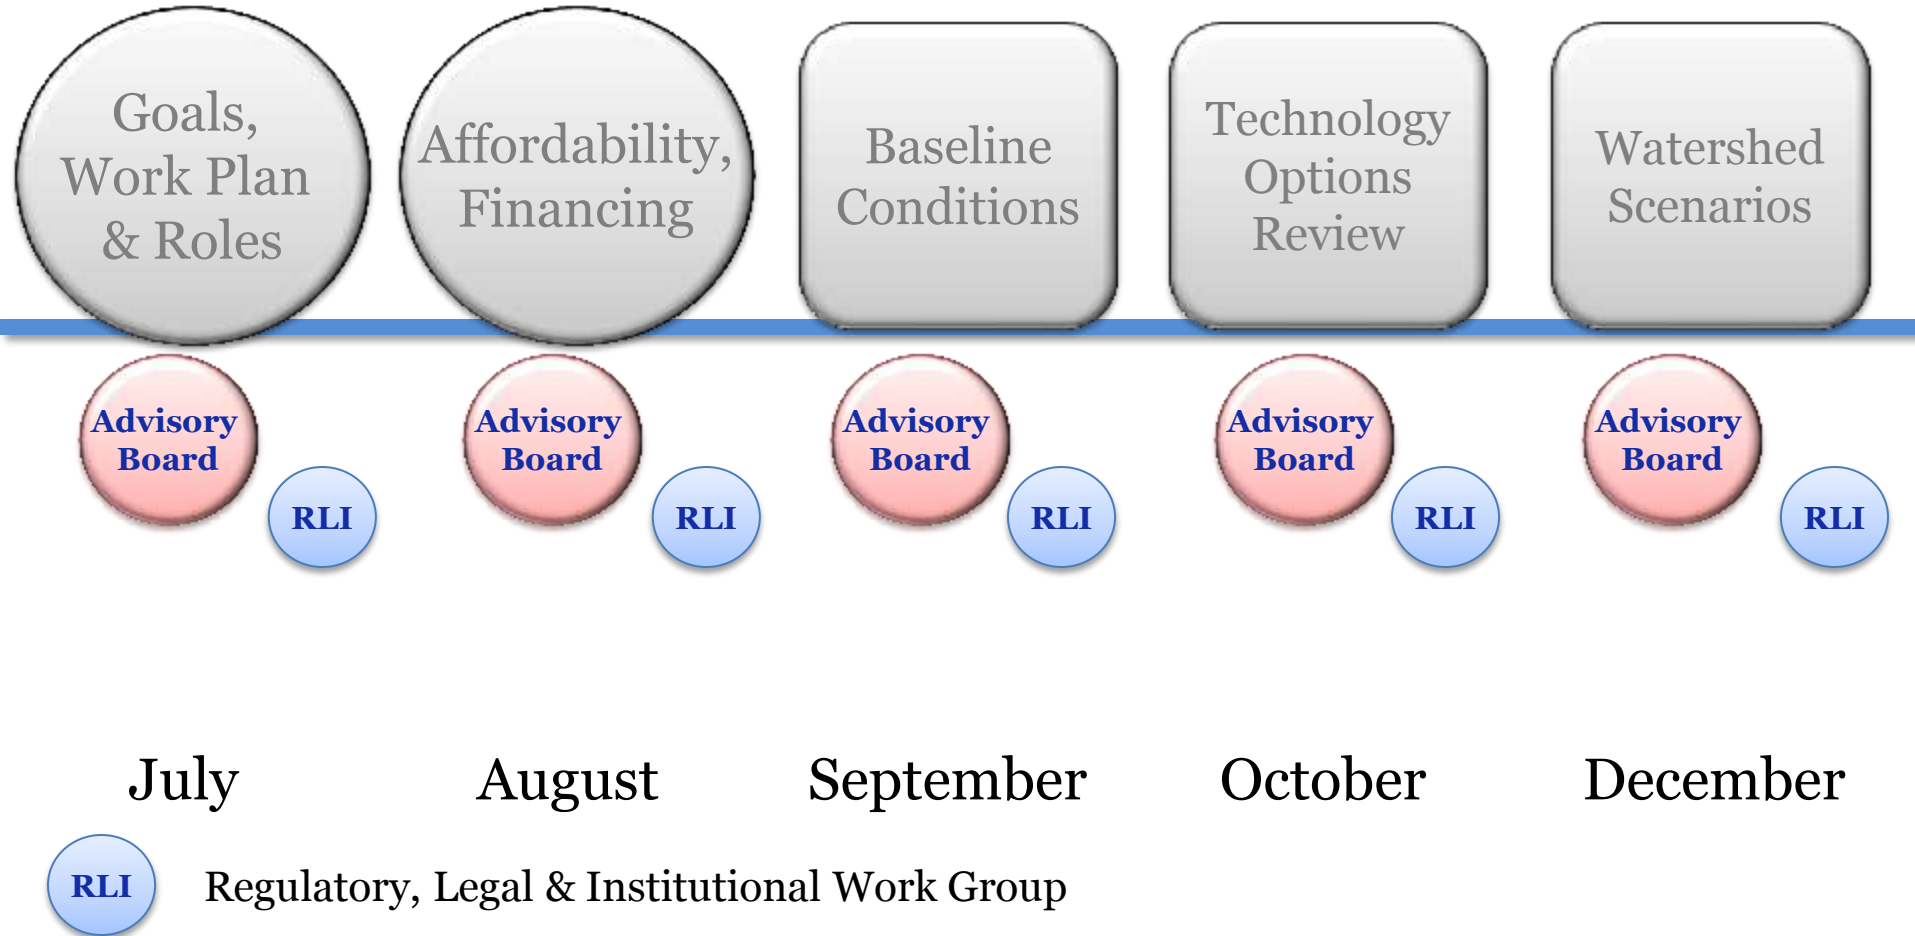 Goals,
Work Plan
& Roles
Affordability,
Financing
Baseline
Conditions
Technology
Options
Review
Watershed
Scenarios
Advisory
Board
RLI
Advisory
Board
RLI
Advisory
Board
RLI
Advisory
Board
RLI
Advisory
Board
RLI
July
August
September
October
December
RLI
Regulatory, Legal & Institutional Work Group